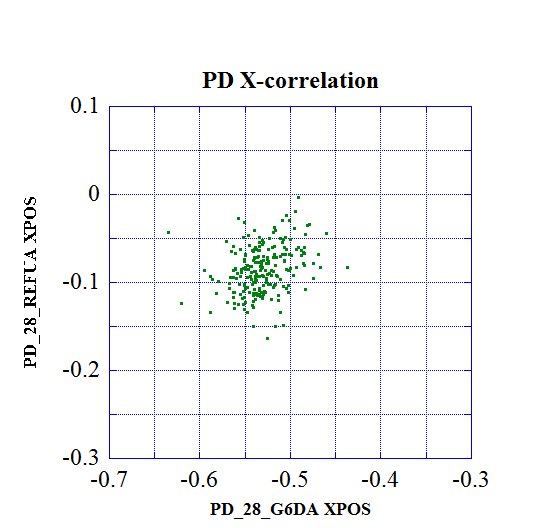 PD X-correlation
0.1
0
-0.1
-0.2
-0.3
PD_28_REFUA XPOS
-0.7 -0.6 -0.5 -0.4 -0.3
PD_28_G6DA XPOS